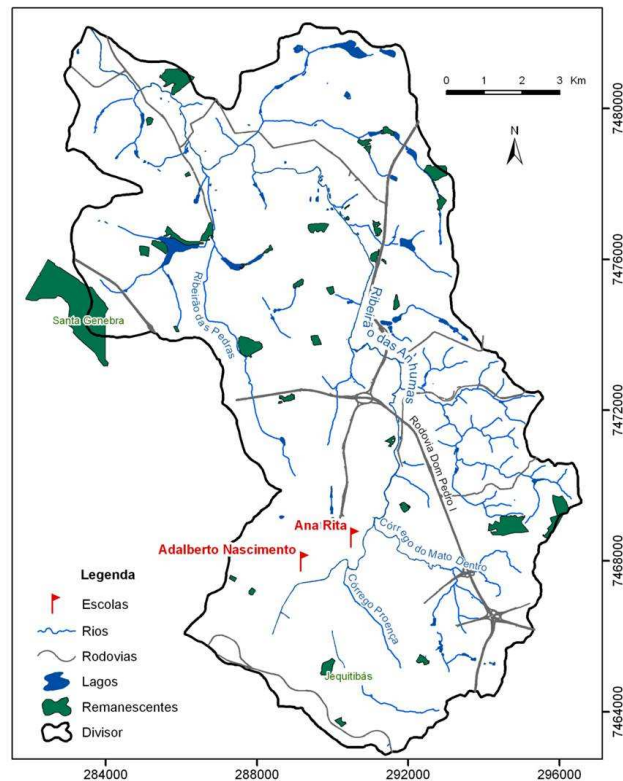 0 1 2 3 Km
N
7480000
7476000
7472000
7468000
7464000
Santa Genebra
Ribeirão das Pedras
Ribeirão das Anhumas
Rodovia Dom Pedro I
Ana Rita
Adalberto Nascimento
Córrego do Mato Dentro
Córrego Proença
Jequitibás
Legenda
Escolas
Rios
Rodovias
Lagos
Remanescentes
Divisor
284000 288000 292000 296000